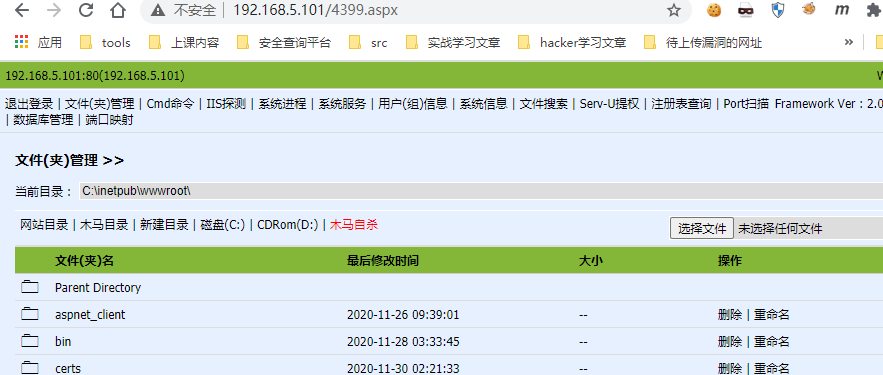 不安全 | 192.168.5.101/4399.aspx
应用 tools 上课内容 安全查询平台 src 实战学习文章 hacker学习文章 待上传漏洞的网址 »
192.168.5.101:80(192.168.5.101)
退出登录 | 文件(夹)管理 | Cmd命令 | IIS探测 | 系统进程 | 系统服务 | 用户(组)信息 | 系统信息 | 文件搜索 | Serv-U提权 | 注册表查询 | Port扫描 Framework Ver : 2.0
| 数据库管理 | 端口映射
文件(夹)管理 >>
当前目录 : C:\inetpub\wwwroot\
网站目录 | 木马目录 | 新建目录 | 磁盘(C:) | CDRom(D:) | 木马自杀 选择文件 未选择任何文件
文件(夹)名 最后修改时间 大小 操作
Parent Directory
aspnet_client 2020-11-26 09:39:01 -- 删除 | 重命名
bin 2020-11-28 03:33:45 -- 删除 | 重命名
certs 2020-11-30 02:21:33 -- 删除 | 重命名